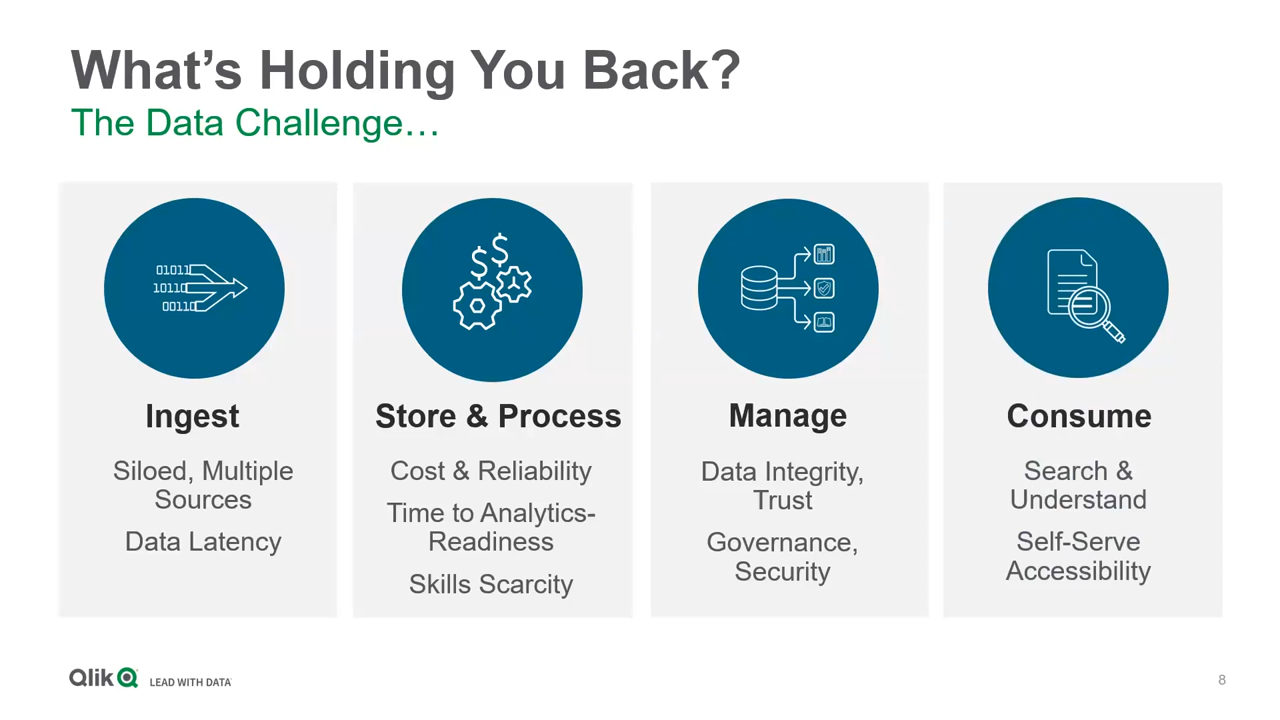 What's Holding You Back?
The Data Challenge…
01011
10110
00110
$ $
Ingest
Siloed, Multiple
Sources
Data Latency
Store & Process
Cost & Reliability
Time to Analytics-
Readiness
Skills Scarcity
Manage
Data Integrity,
Trust
Governance,
Security
Consume
Search &
Understand
Self-Serve
Accessibility
Qlik LEAD WITH DATA
8